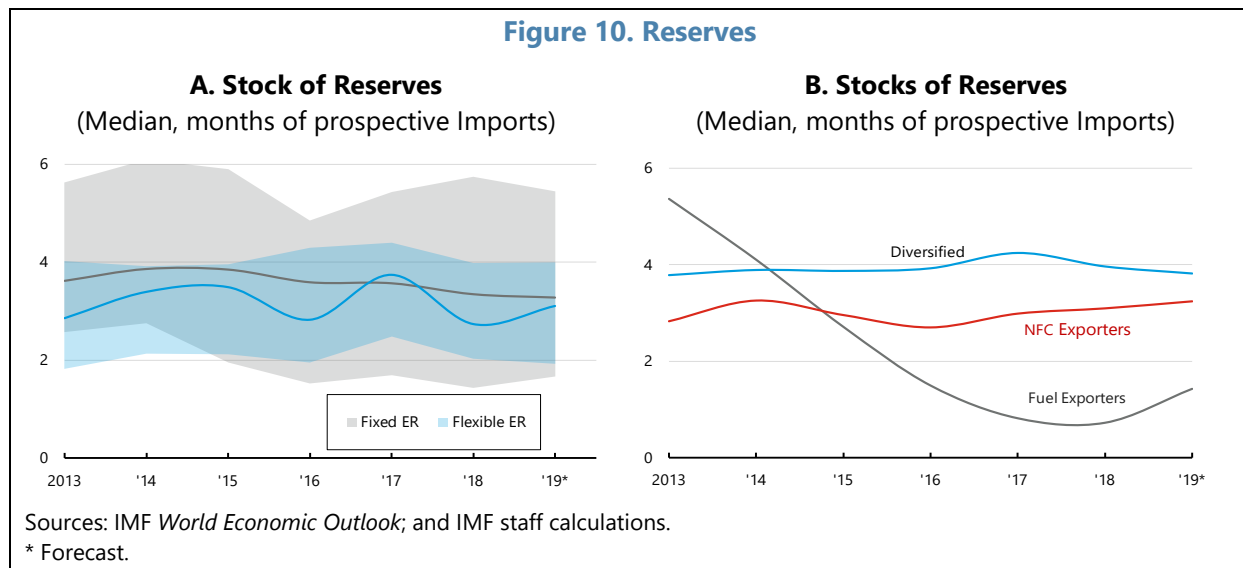 Figure 10. Reserves
A. Stock of Reserves
(Median, months of prospective Imports)
6
4
2
0
2013 '14 '15 '16 '17 '18 '19*
Fixed ER Flexible ER
B. Stocks of Reserves
(Median, months of prospective Imports)
6
4
2
0
2013 '14 '15 '16 '17 '18 '19*
Diversified
NFC Exporters
Fuel Exporters
Sources: IMF World Economic Outlook; and IMF staff calculations.
* Forecast.